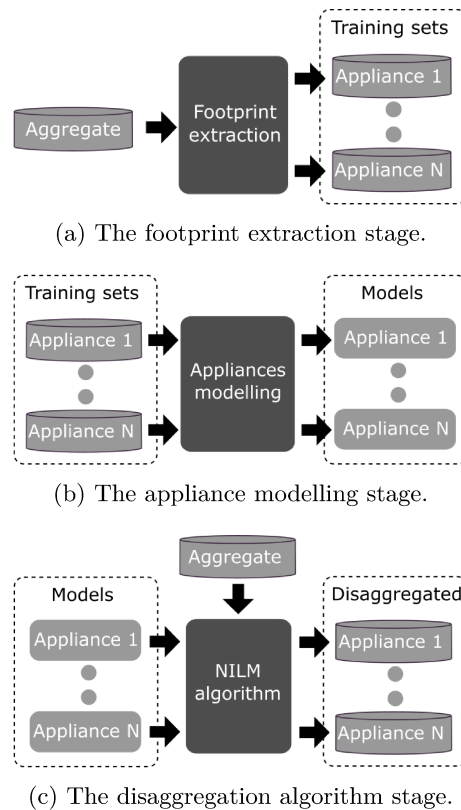 Training sets
Aggregate
Footprint
extraction
Appliance 1
Appliance N
(a) The footprint extraction stage.
Training sets
Appliance 1
Appliance N
Appliances
modelling
Models
Appliance 1
Appliance N
(b) The appliance modelling stage.
Aggregate
Models
Appliance 1
Appliance N
NILM
algorithm
Disaggregated
Appliance 1
Appliance N
(c) The disaggregation algorithm stage.